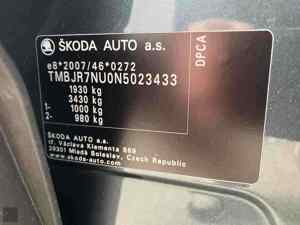 ŠKODA AUTO a.s.
e8*2007/46*0272
TMBJR7NU0N5023433
1930 kg
3430 kg
1- 1000 kg
2- 980 kg
DPCA
ŠKODA AUTO a.s.
tř. Václava Klementa 869
29301 Mladá Boleslav, Czech Republic
www.skoda-auto.com